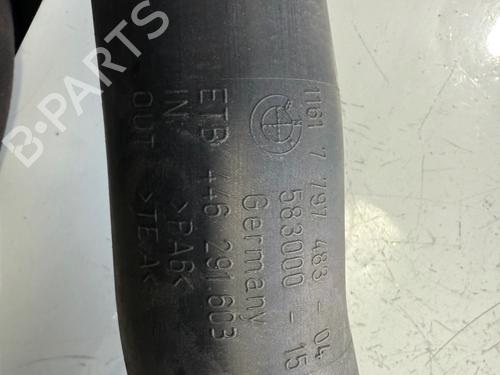 1161 7 797 483 - 04
583000 - 15
Germany
ETB 446 291 603
IN: >PA6<
OUT >TEA<
B-PARTS